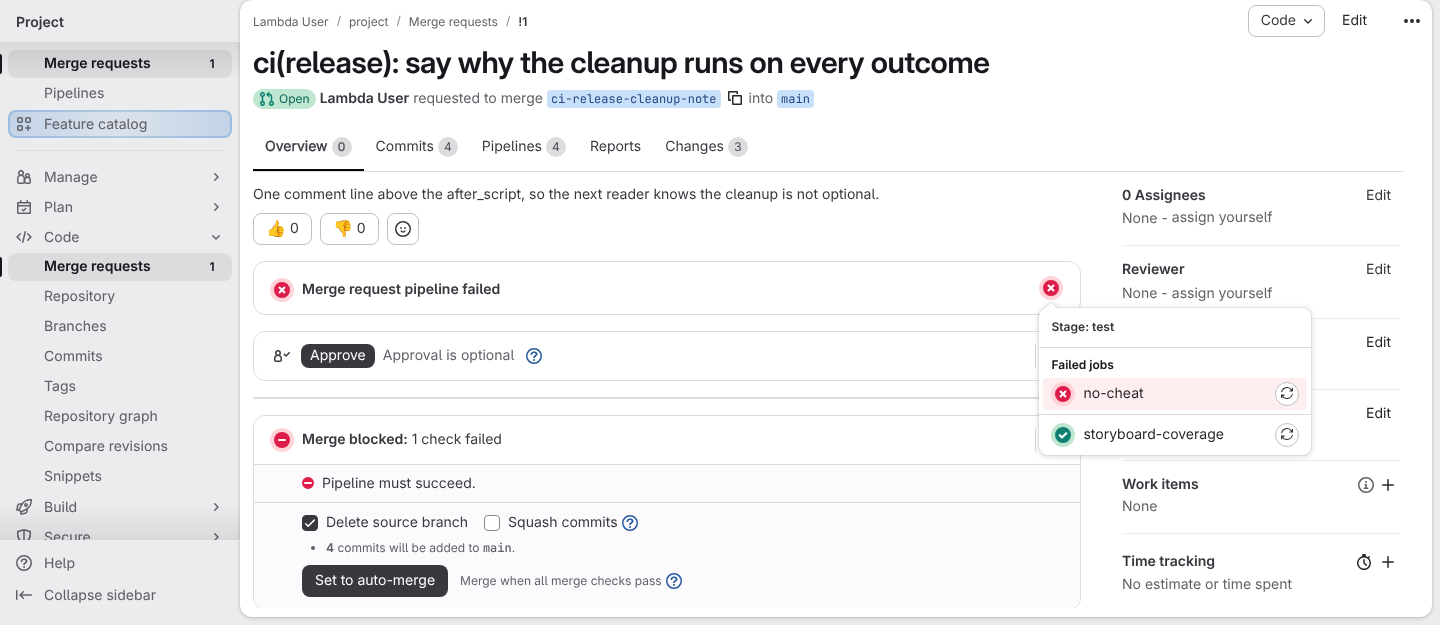 Project
Merge requests 1
Pipelines
Feature catalog
Manage
Plan
Code
Merge requests 1
Repository
Branches
Commits
Tags
Repository graph
Compare revisions
Snippets
Build
Secure
Help
Collapse sidebar
Lambda User / project / Merge requests / !1
Code
Edit
ci(release): say why the cleanup runs on every outcome
Open Lambda User requested to merge ci-release-cleanup-note into main
Overview 0 Commits 4 Pipelines 4 Reports Changes 3
One comment line above the after_script, so the next reader knows the cleanup is not optional.
👍 0 👎 0
Merge request pipeline failed
Approve Approval is optional
Merge blocked: 1 check failed
Pipeline must succeed.
Delete source branch Squash commits
• 4 commits will be added to main.
Set to auto-merge Merge when all merge checks pass
Stage: test
Failed jobs
no-cheat
storyboard-coverage
0 Assignees Edit
None - assign yourself
Reviewer Edit
None - assign yourself
Edit
Edit
Work items
None
Time tracking
No estimate or time spent